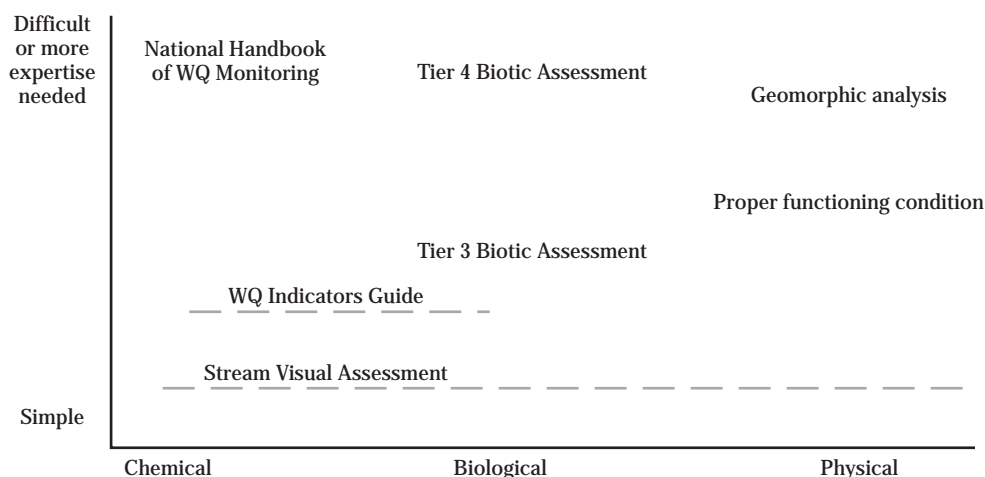 Difficult
or more
expertise
needed
National Handbook
of WQ Monitoring
Tier 4 Biotic Assessment
Geomorphic analysis
Proper functioning condition
Tier 3 Biotic Assessment
WQ Indicators Guide
Stream Visual Assessment
Simple
Chemical
Biological
Physical